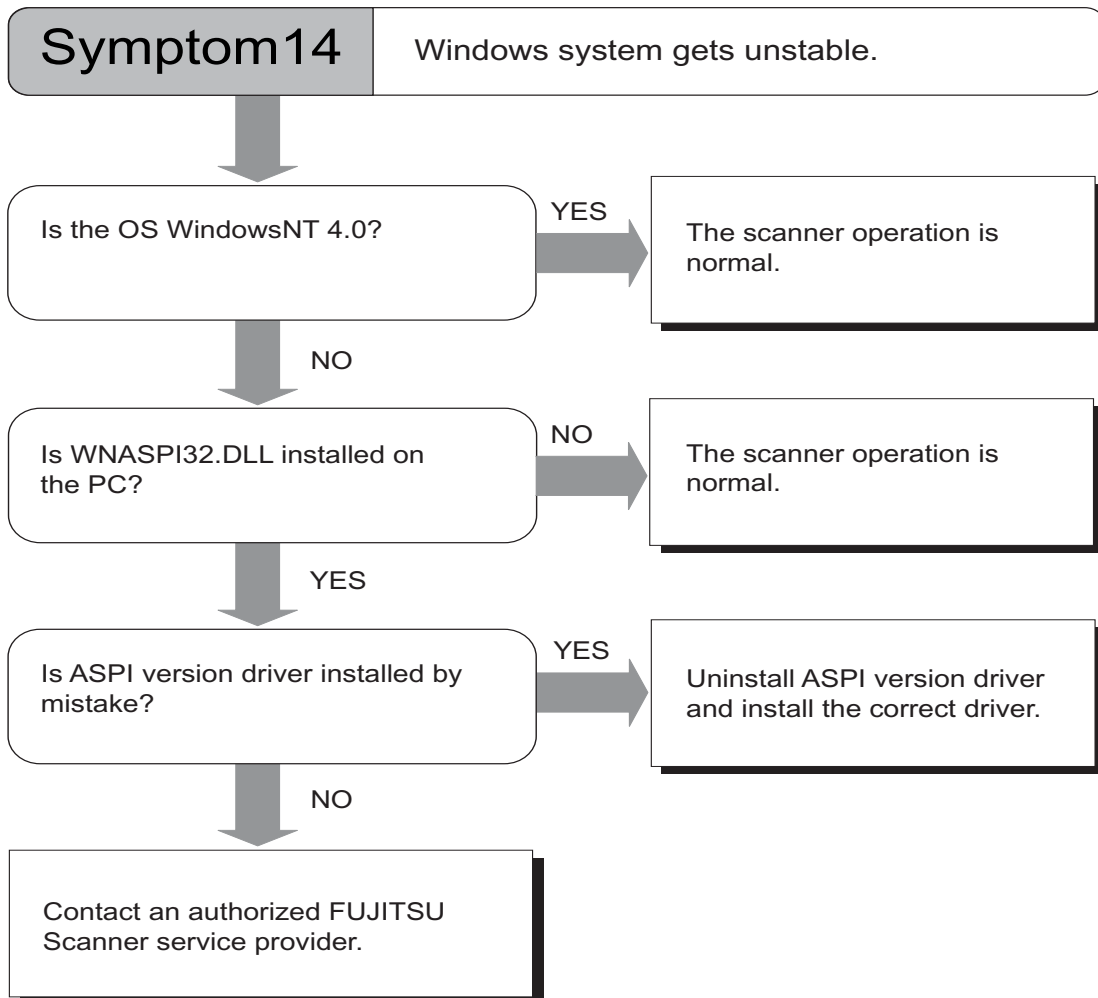 Symptom14
Windows system gets unstable.
Is the OS WindowsNT 4.0?
YES
The scanner operation is
normal.
NO
Is WNASPI32.DLL installed on
the PC?
NO
The scanner operation is
normal.
YES
Is ASPI version driver installed by
mistake?
YES
Uninstall ASPI version driver
and install the correct driver.
NO
Contact an authorized FUJITSU
Scanner service provider.